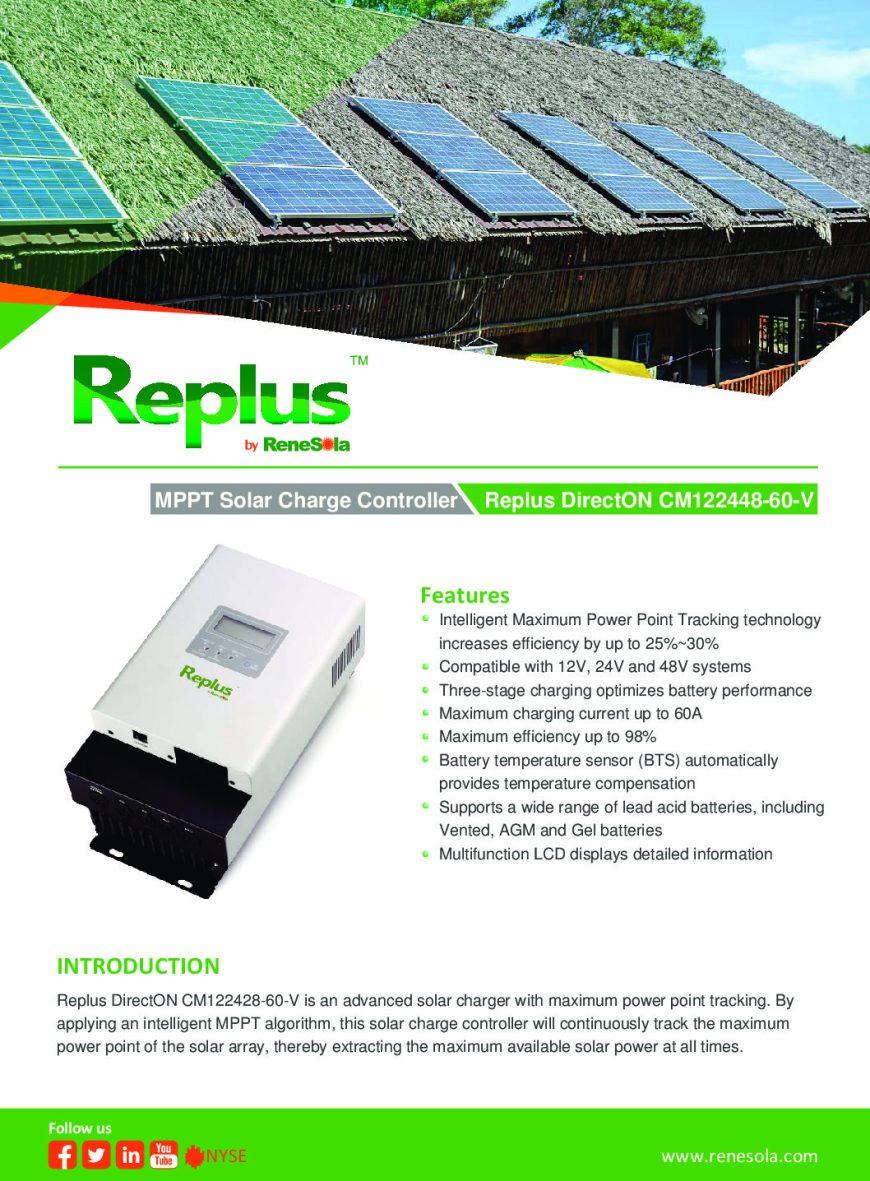 Replus™
by ReneSola
MPPT Solar Charge Controller Replus DirectON CM122448-60-V
Replus
Features
Intelligent Maximum Power Point Tracking technology
increases efficiency by up to 25%~30%
Compatible with 12V, 24V and 48V systems
Three-stage charging optimizes battery performance
Maximum charging current up to 60A
Maximum efficiency up to 98%
Battery temperature sensor (BTS) automatically
provides temperature compensation
Supports a wide range of lead acid batteries, including
Vented, AGM and Gel batteries
Multifunction LCD displays detailed information
INTRODUCTION
Replus DirectON CM122428-60-V is an advanced solar charger with maximum power point tracking. By
applying an intelligent MPPT algorithm, this solar charge controller will continuously track the maximum
power point of the solar array, thereby extracting the maximum available solar power at all times.
Follow us
f in You Tube NYSE
www.renesola.com